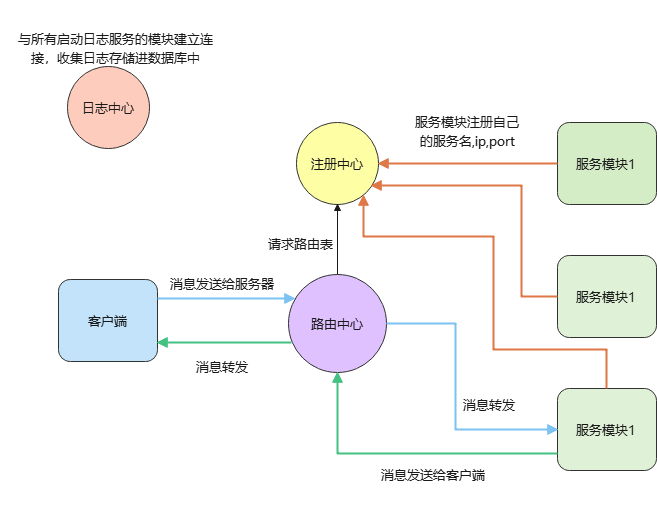 与所有启动日志服务的模块建立连
接，收集日志存储进数据库中
日志中心
服务模块注册自己
的服务名,ip,port
注册中心
服务模块1
请求路由表
服务模块1
消息发送给服务器
客户端
路由中心
消息转发
消息转发
服务模块1
消息发送给客户端